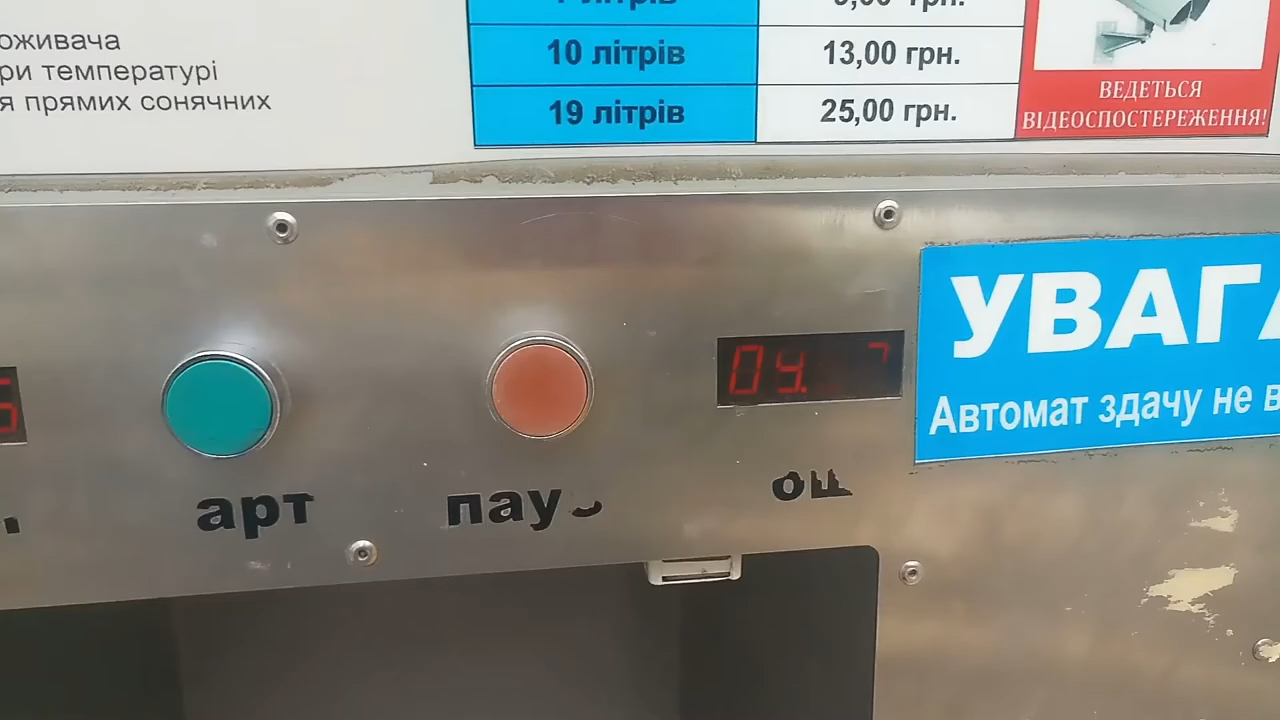 оживача
ри температурі
я прямих сонячних
10 літрів 13,00 грн.
19 літрів 25,00 грн.
ВЕДЕТЬСЯ
ВІДЕОСПОСТЕРЕЖЕННЯ!
УВАГА
Автомат здачу не в
04.
арт
пау